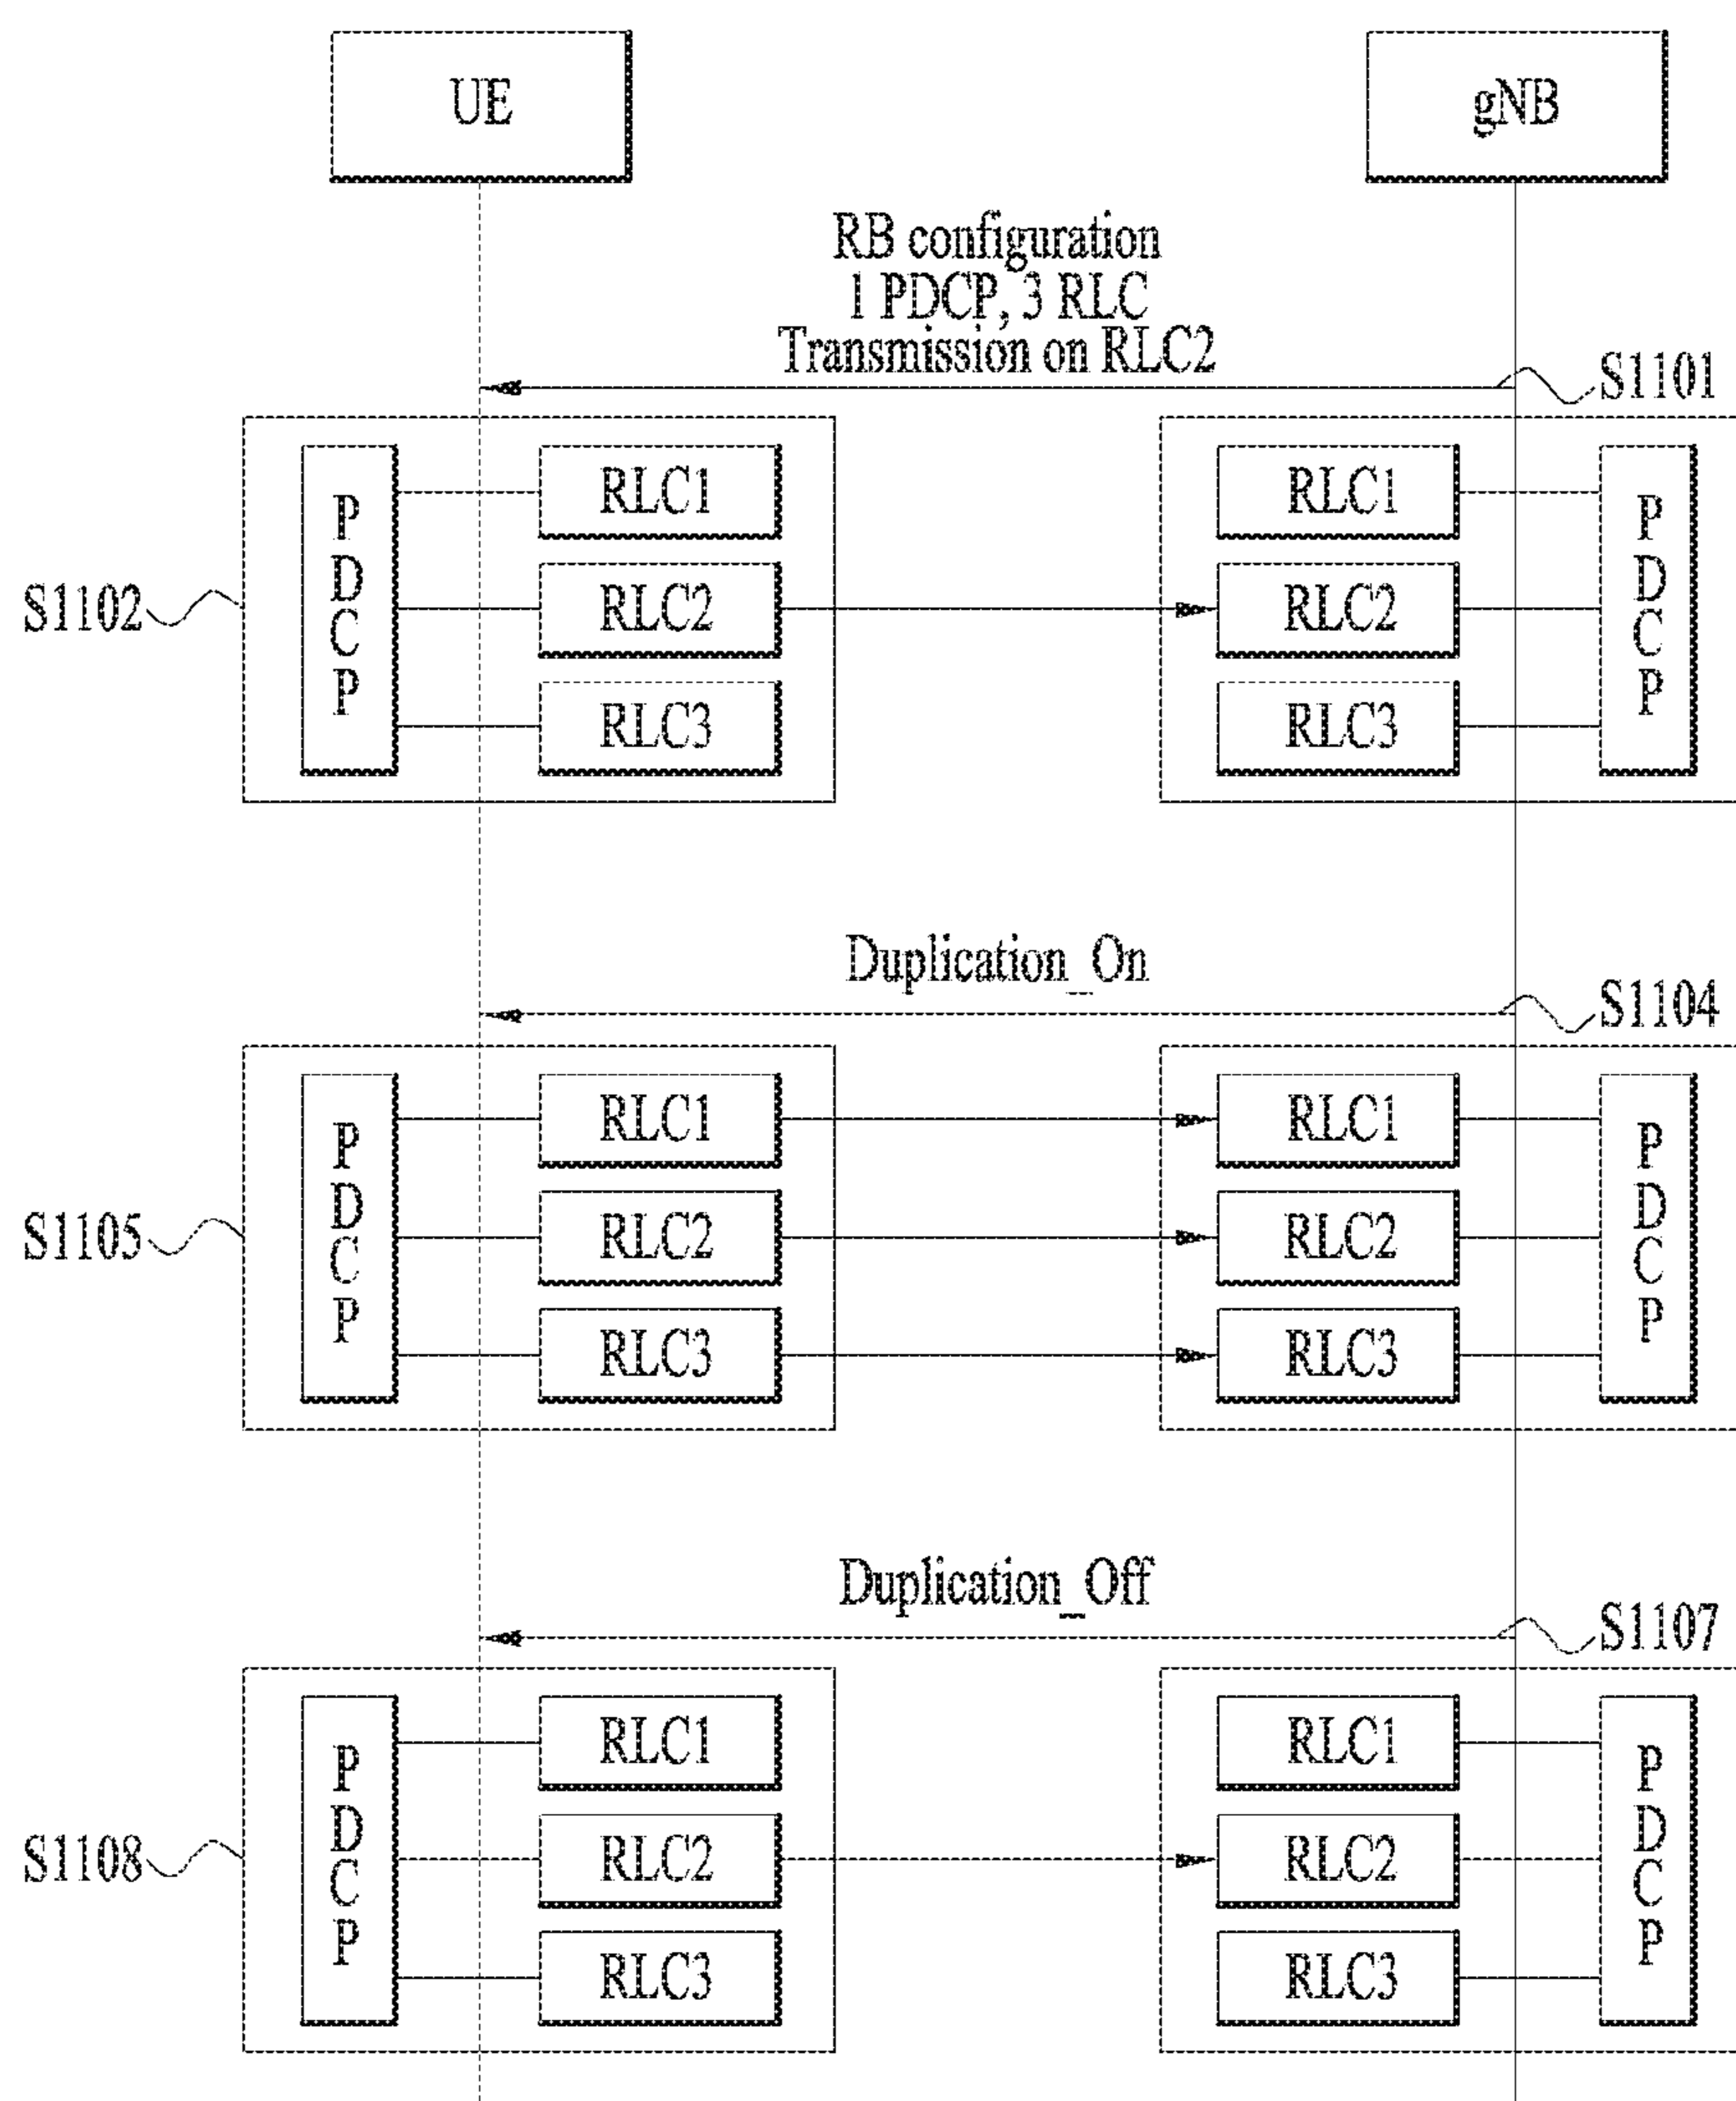 UE
gNB
RB configuration
1 PDCP, 3 RLC
Transmission on RLC2
S1101
S1102
PDCP
RLC1
RLC2
RLC3
RLC1
RLC2
RLC3
PDCP
Duplication_On
S1104
S1105
PDCP
RLC1
RLC2
RLC3
RLC1
RLC2
RLC3
PDCP
Duplication_Off
S1107
S1108
PDCP
RLC1
RLC2
RLC3
RLC1
RLC2
RLC3
PDCP